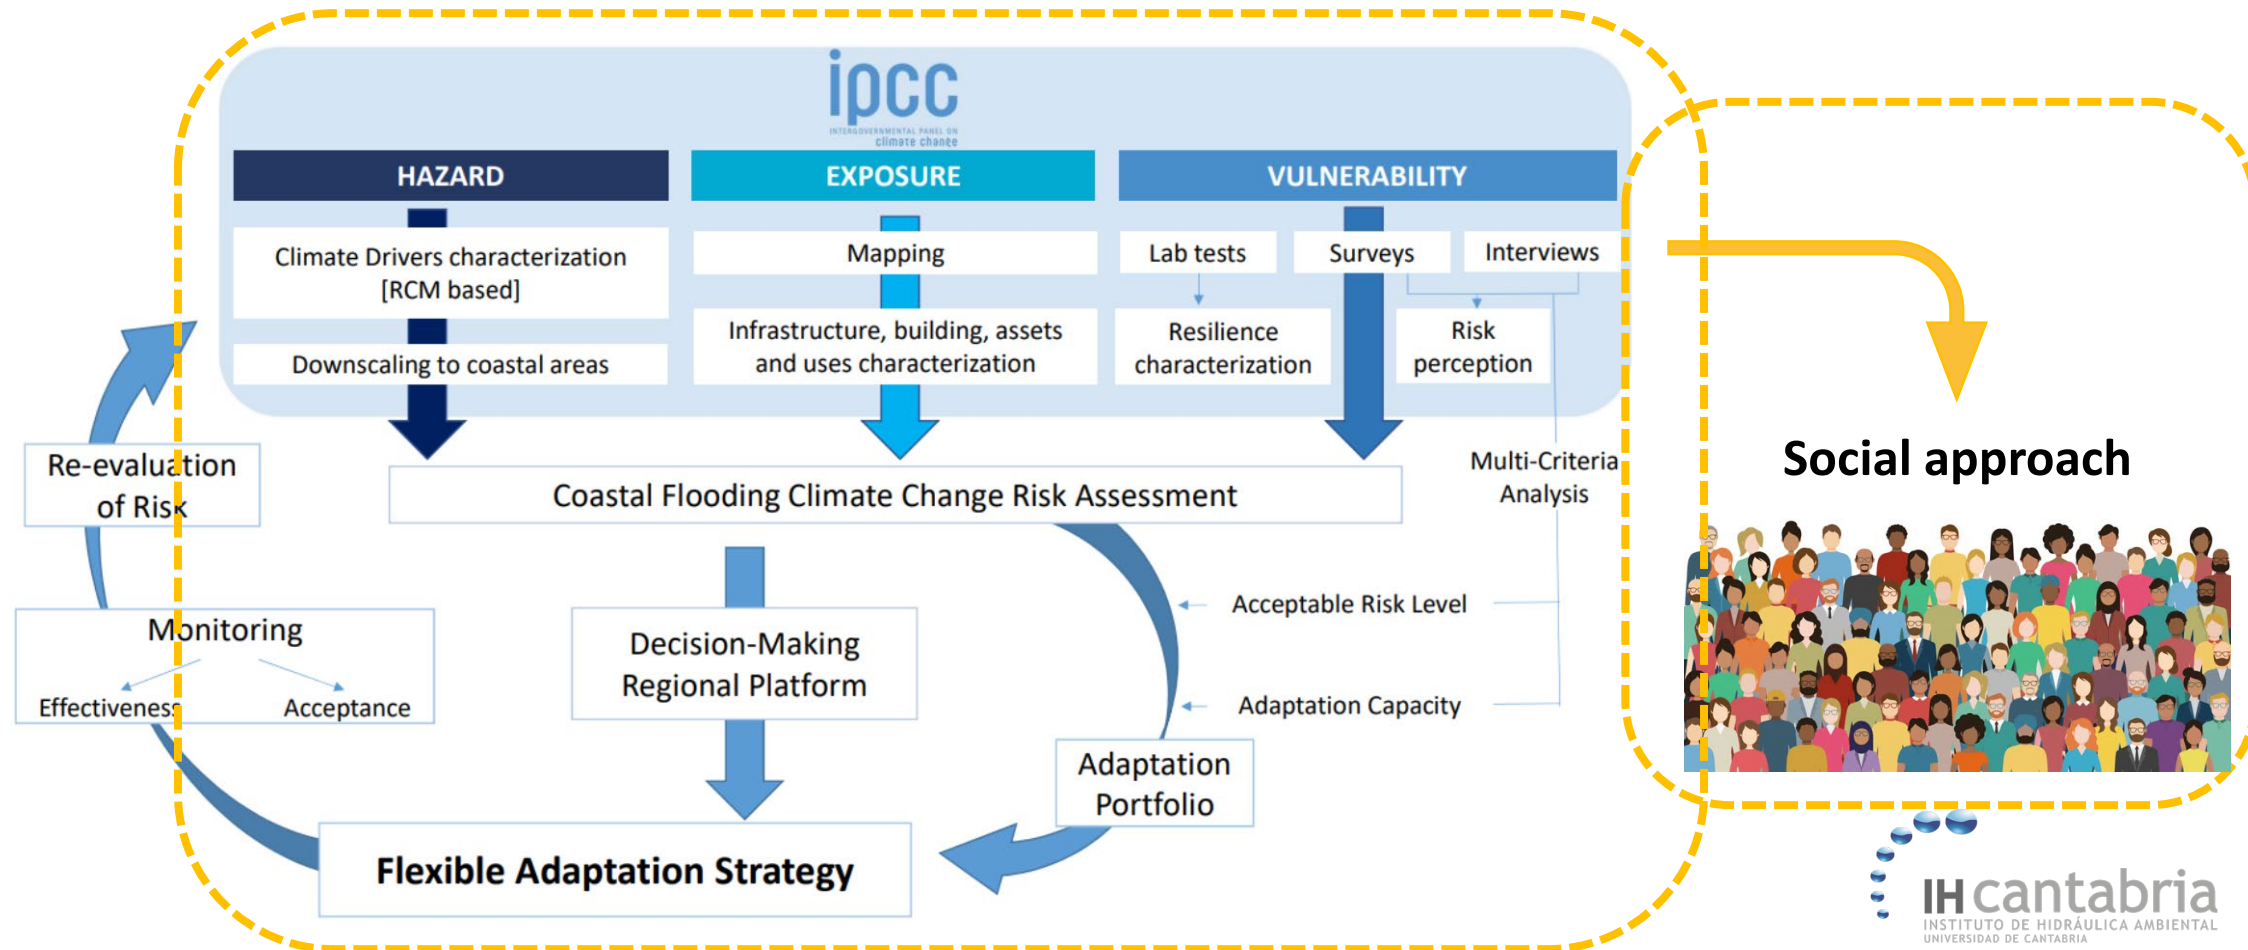 ipcc
INTERGOVERNMENTAL PANEL ON
climate change
HAZARD
EXPOSURE
VULNERABILITY
Climate Drivers characterization
[RCM based]
Downscaling to coastal areas
Mapping
Infrastructure, building, assets
and uses characterization
Lab tests
Surveys
Interviews
Resilience
characterization
Risk
perception
Re-evaluation
of Risk
Coastal Flooding Climate Change Risk Assessment
Multi-Criteria
Analysis
Social approach
Monitoring
Effectiveness
Acceptance
Decision-Making
Regional Platform
Acceptable Risk Level
Adaptation Capacity
Adaptation
Portfolio
Flexible Adaptation Strategy
IHcantabria
INSTITUTO DE HIDRÁULICA AMBIENTAL
UNIVERSIDAD DE CANTABRIA